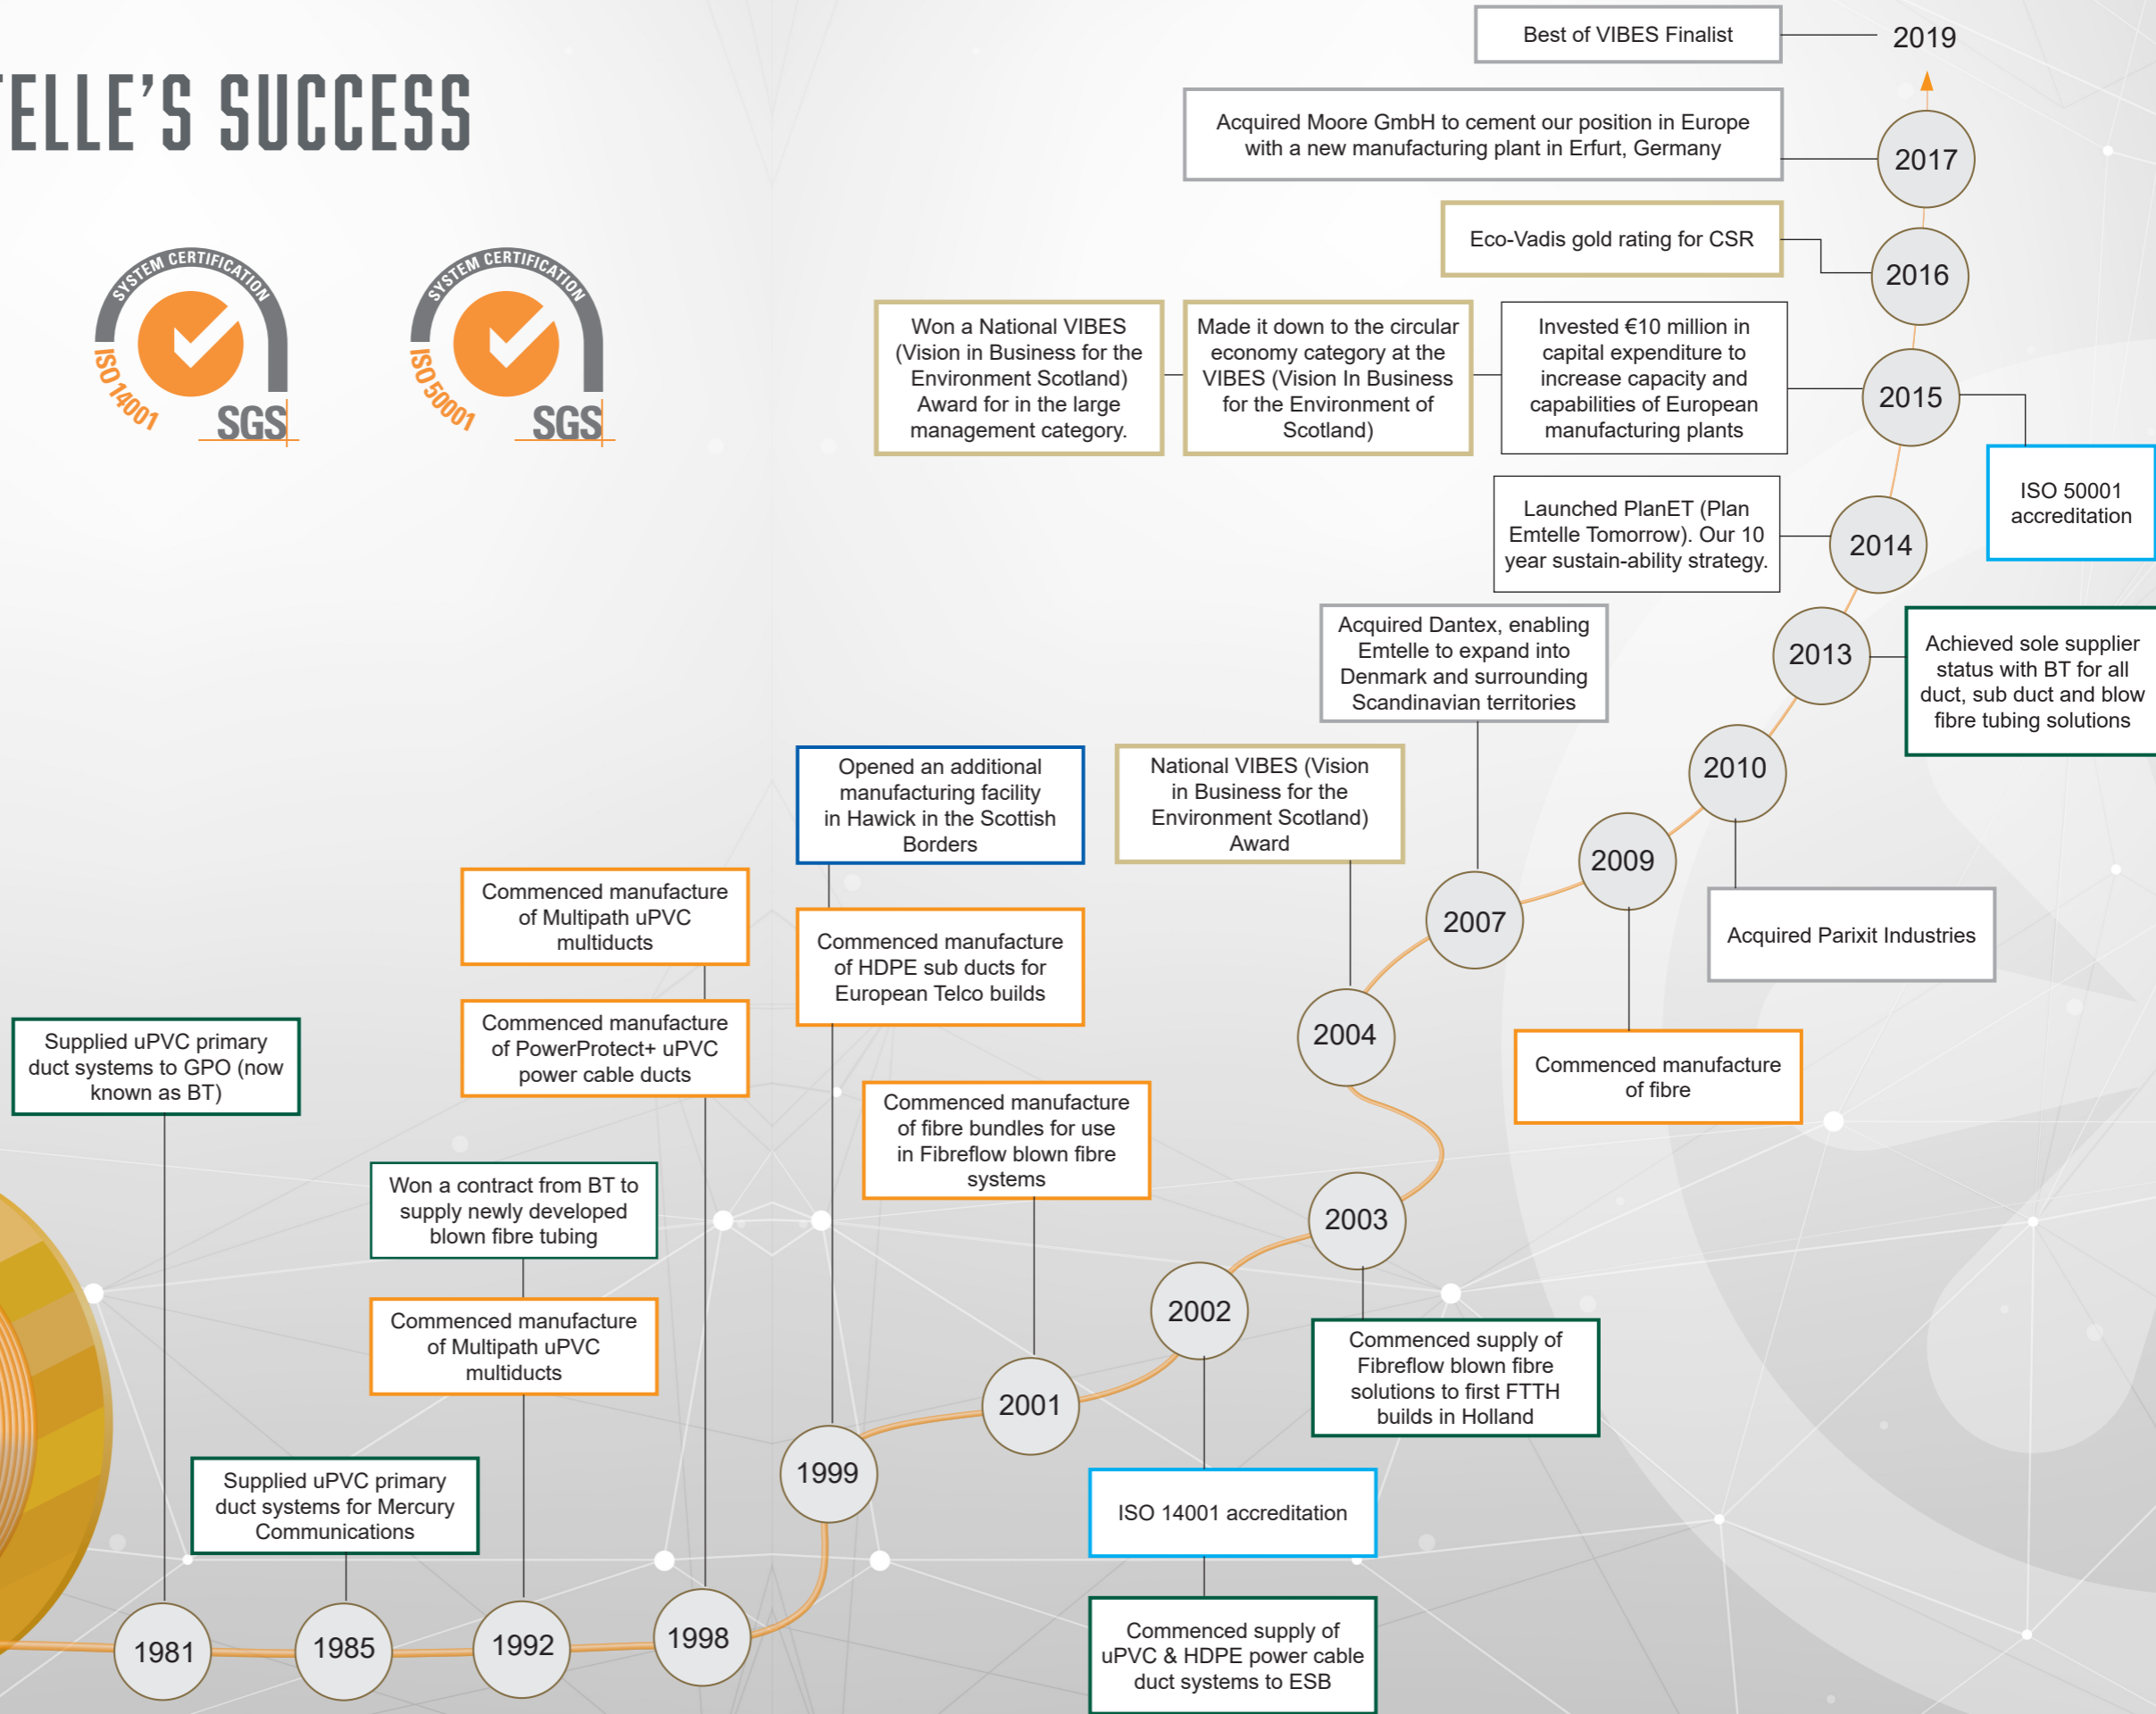 TELLE'S SUCCESS
SYSTEM CERTIFICATION
ISO 14001
SGS
SYSTEM CERTIFICATION
ISO 50001
SGS
Best of VIBES Finalist
2019
Acquired Moore GmbH to cement our position in Europe
with a new manufacturing plant in Erfurt, Germany
2017
Eco-Vadis gold rating for CSR
2016
Won a National VIBES
(Vision in Business for the
Environment Scotland)
Award for in the large
management category.
Made it down to the circular
economy category at the
VIBES (Vision In Business
for the Environment of
Scotland)
Invested €10 million in
capital expenditure to
increase capacity and
capabilities of European
manufacturing plants
2015
ISO 50001
accreditation
Launched PlanET (Plan
Emtelle Tomorrow). Our 10
year sustain-ability strategy.
2014
Achieved sole supplier
status with BT for all
duct, sub duct and blow
fibre tubing solutions
2013
Acquired Dantex, enabling
Emtelle to expand into
Denmark and surrounding
Scandinavian territories
2010
Acquired Parixit Industries
2009
Commenced manufacture
of fibre
2007
National VIBES (Vision
in Business for the
Environment Scotland)
Award
2004
Opened an additional
manufacturing facility
in Hawick in the Scottish
Borders
Commenced manufacture
of HDPE sub ducts for
European Telco builds
Commenced manufacture
of Multipath uPVC
multiducts
Commenced manufacture
of PowerProtect+ uPVC
power cable ducts
Supplied uPVC primary
duct systems to GPO (now
known as BT)
Commenced manufacture
of fibre bundles for use
in Fibreflow blown fibre
systems
Won a contract from BT to
supply newly developed
blown fibre tubing
Commenced manufacture
of Multipath uPVC
multiducts
2003
Commenced supply of
Fibreflow blown fibre
solutions to first FTTH
builds in Holland
2002
2001
1999
ISO 14001 accreditation
Supplied uPVC primary
duct systems for Mercury
Communications
Commenced supply of
uPVC & HDPE power cable
duct systems to ESB
1981
1985
1992
1998